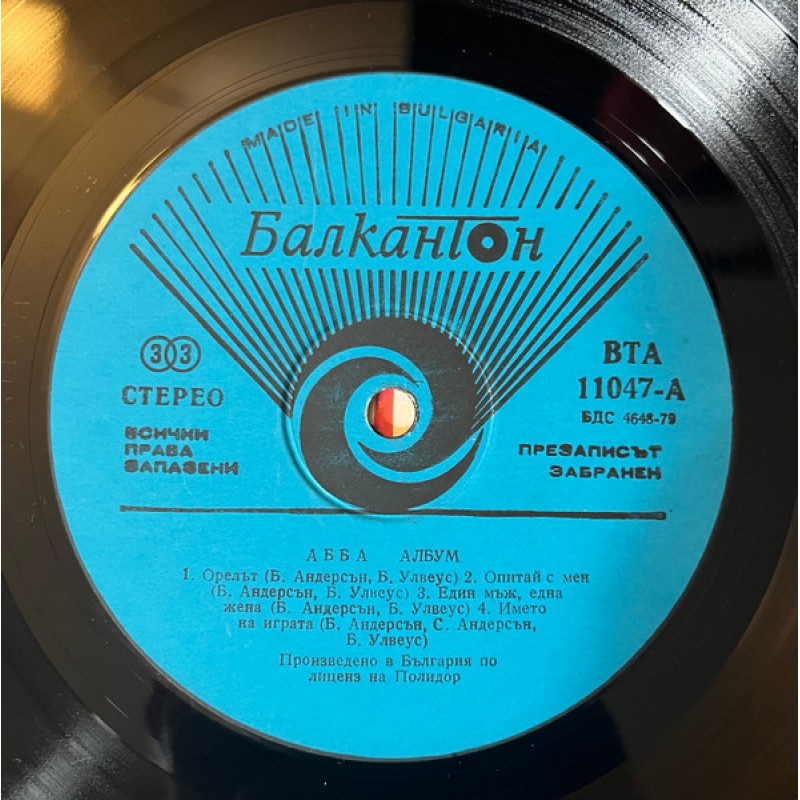 MADE IN BULGARIA
Балкантон
33
СТЕРЕО
ВСИЧКИ
ПРАВА
ЗАПАЗЕНИ
ВТА
11047-А
БДС 4648-79
ПРЕЗАПИСЪТ
ЗАБРАНЕН
АББА АЛБУМ
1. Орелът (Б. Андерсън, Б. Улвеус) 2. Опитай с мен
(Б. Андерсън, Б. Улвеус) 3. Един мъж, една
жена (Б. Андерсън, Б. Улвеус) 4. Името
на играта (Б. Андерсън, С. Андерсън,
Б. Улвеус)
Произведено в България по
лиценз на Полидор